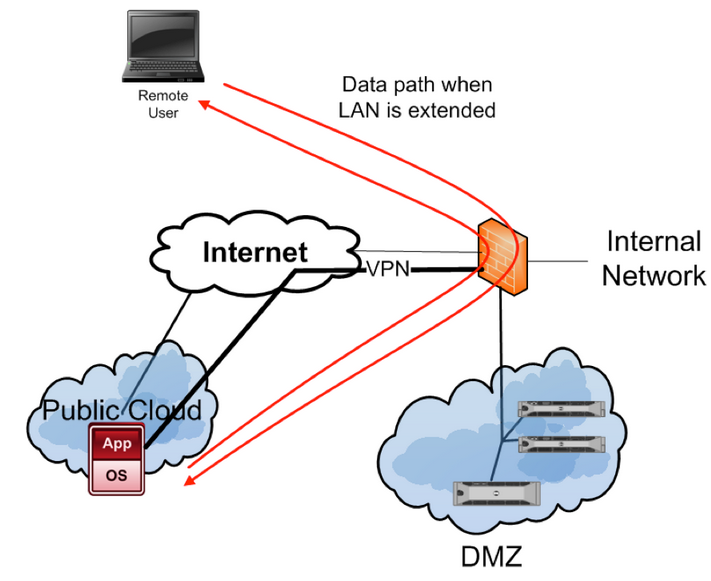 Remote
User
Data path when
LAN is extended
Internet
VPN
Internal
Network
Public Cloud
App
OS
DMZ